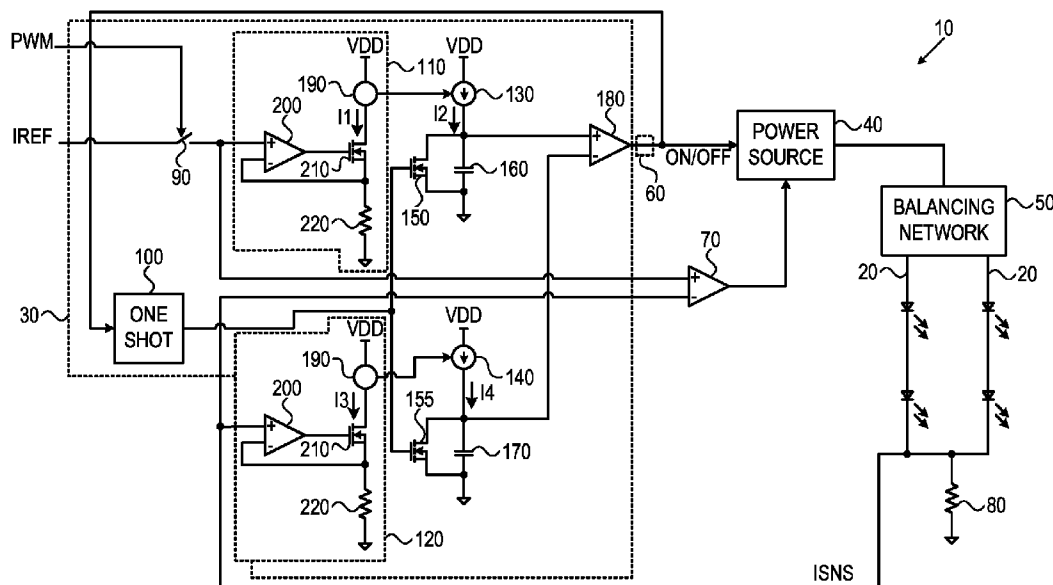 10
PWM
VDD
VDD
110
190
130
180
200
I1
I2
40
IREF
POWER
SOURCE
ON/OFF
+
-
+
-
90
210
160
150
60
50
220
BALANCING
NETWORK
70
100
20
20
+
-
30
ONE
SHOT
VDD
VDD
190
140
200
I3
I4
155
+
-
210
170
220
80
120
ISNS